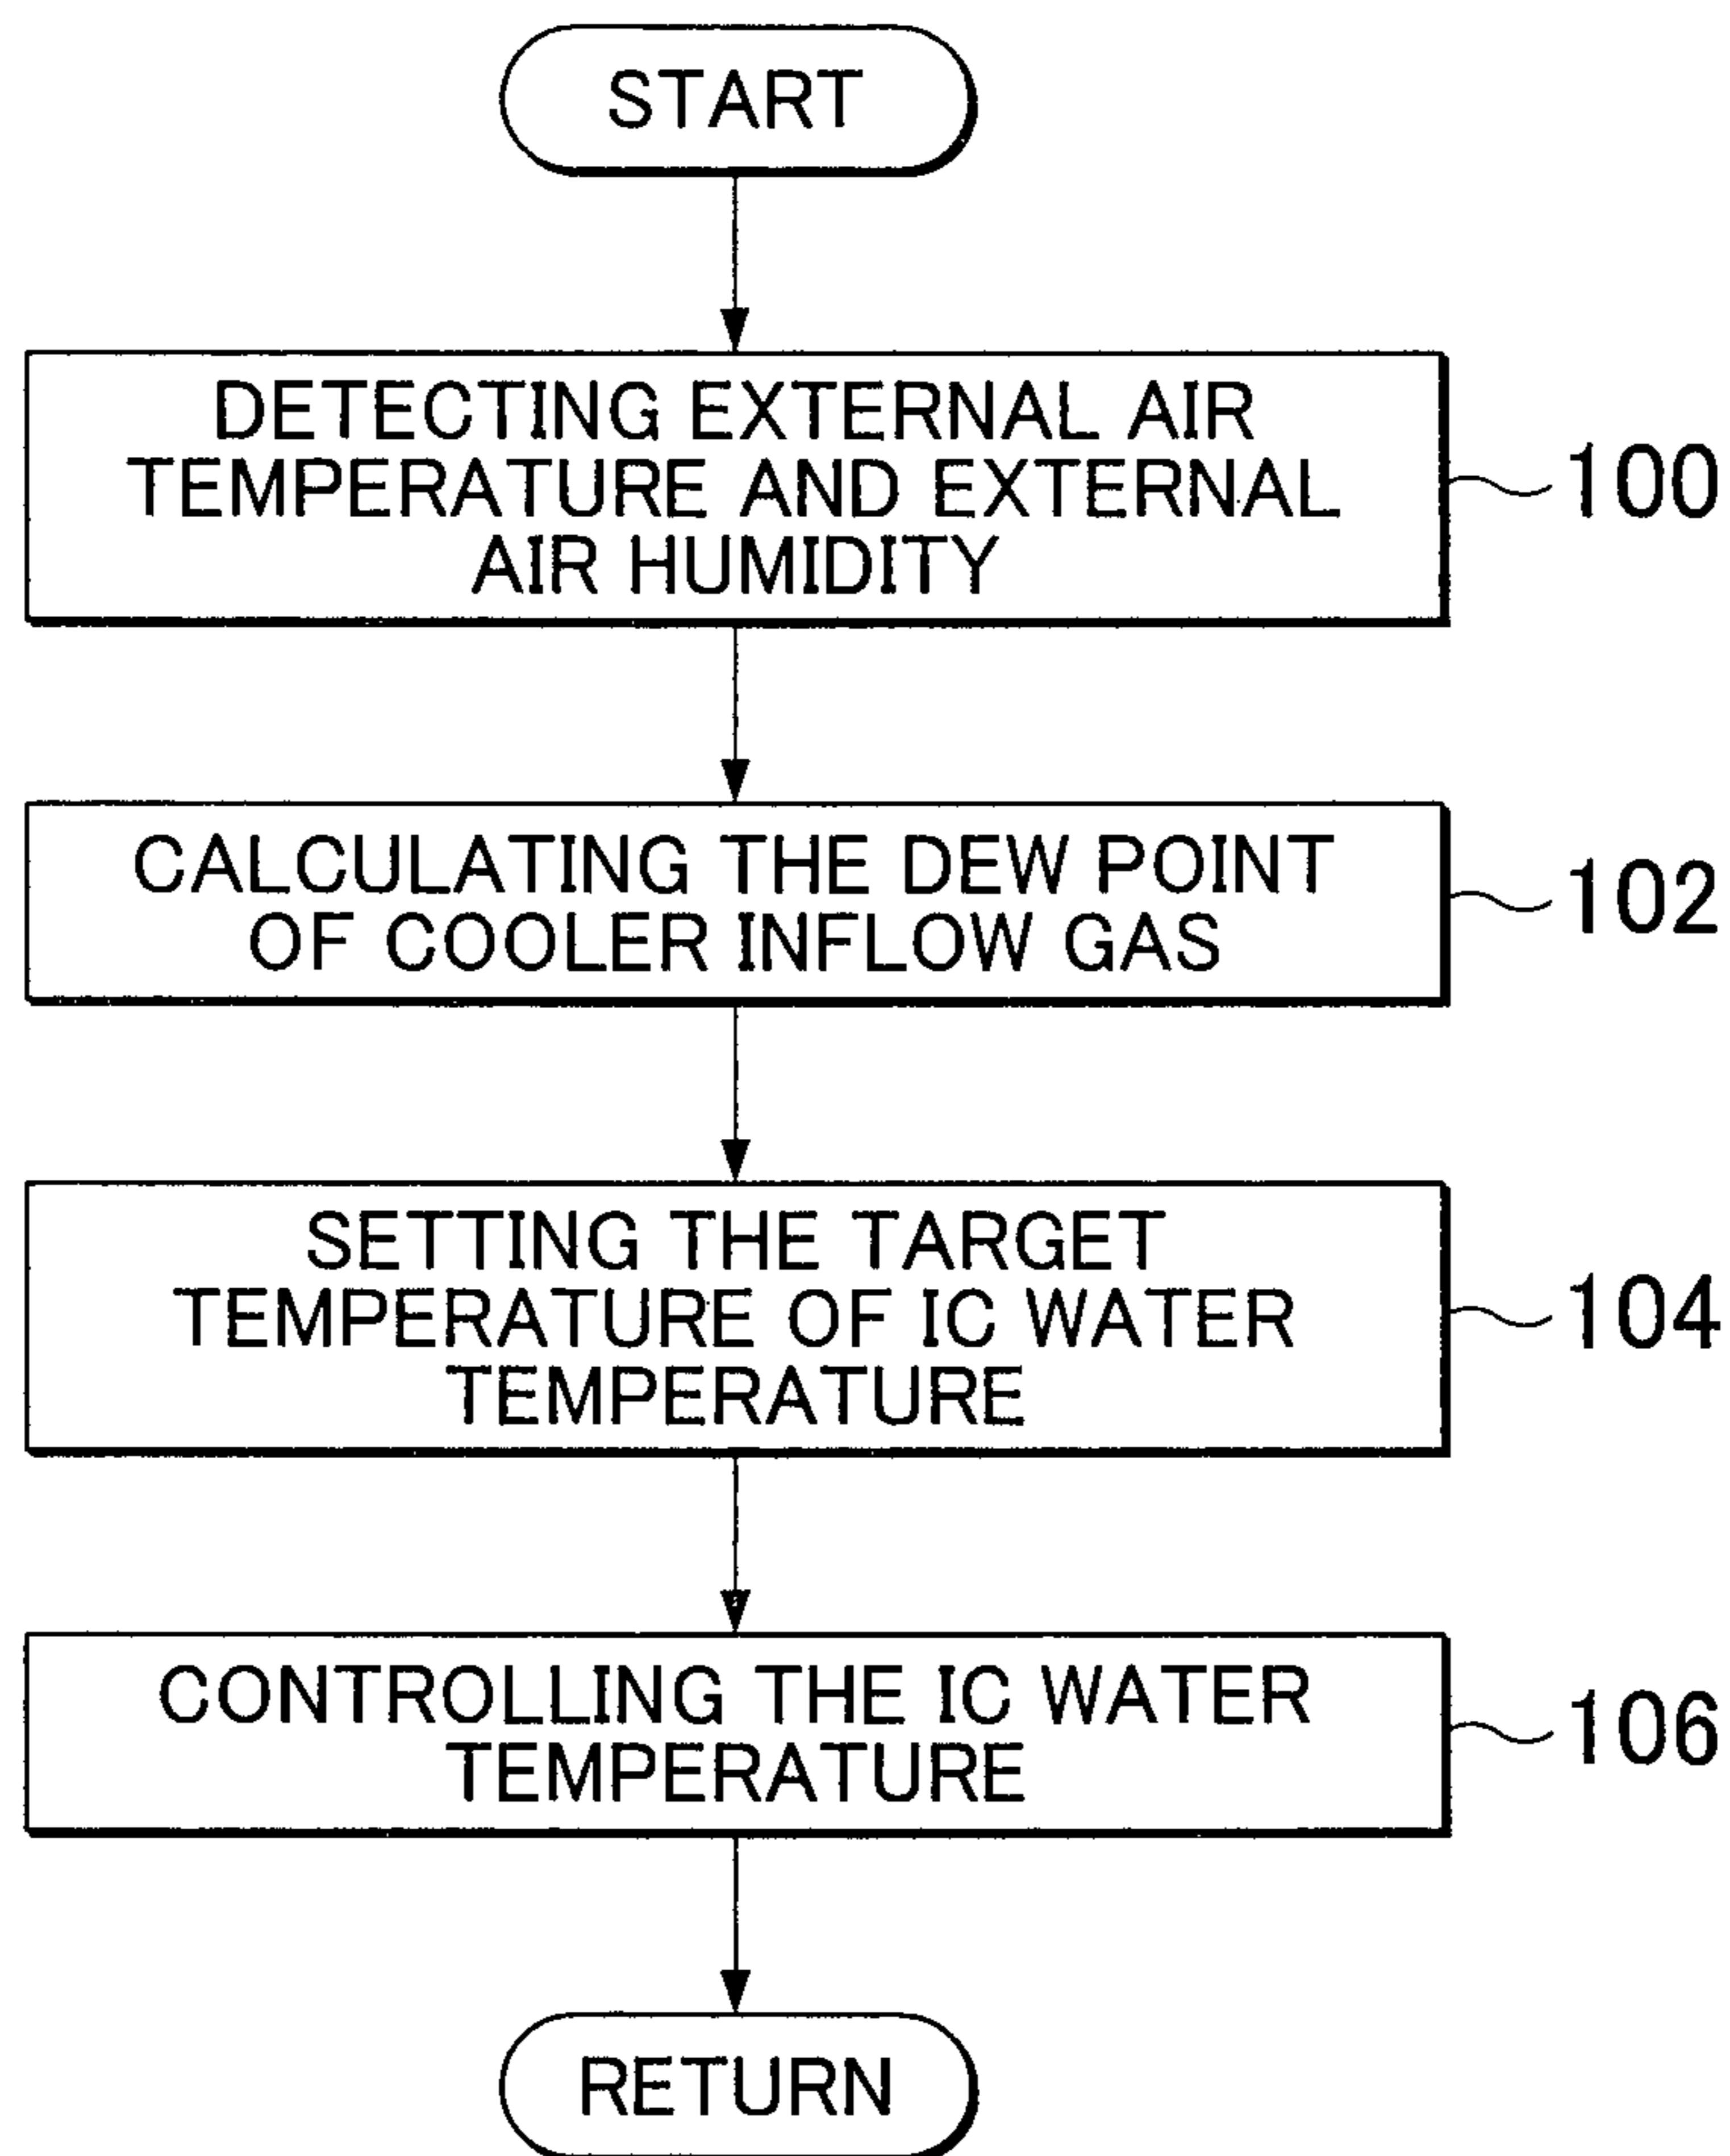 START
DETECTING EXTERNAL AIR
TEMPERATURE AND EXTERNAL
AIR HUMIDITY
100
CALCULATING THE DEW POINT
OF COOLER INFLOW GAS
102
SETTING THE TARGET
TEMPERATURE OF IC WATER
TEMPERATURE
104
CONTROLLING THE IC WATER
TEMPERATURE
106
RETURN